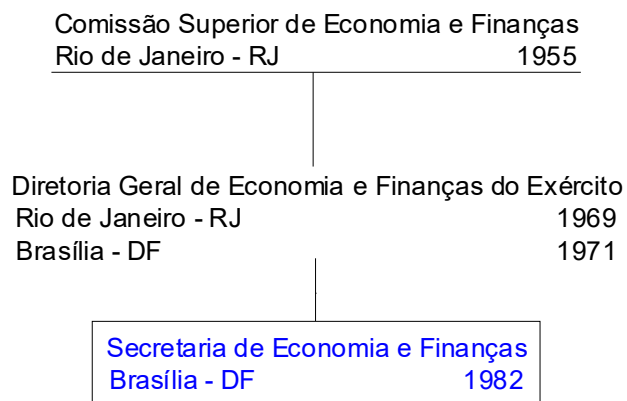 Comissão Superior de Economia e Finanças
Rio de Janeiro - RJ 1955
Diretoria Geral de Economia e Finanças do Exército
Rio de Janeiro - RJ 1969
Brasília - DF 1971
Secretaria de Economia e Finanças
Brasília - DF 1982